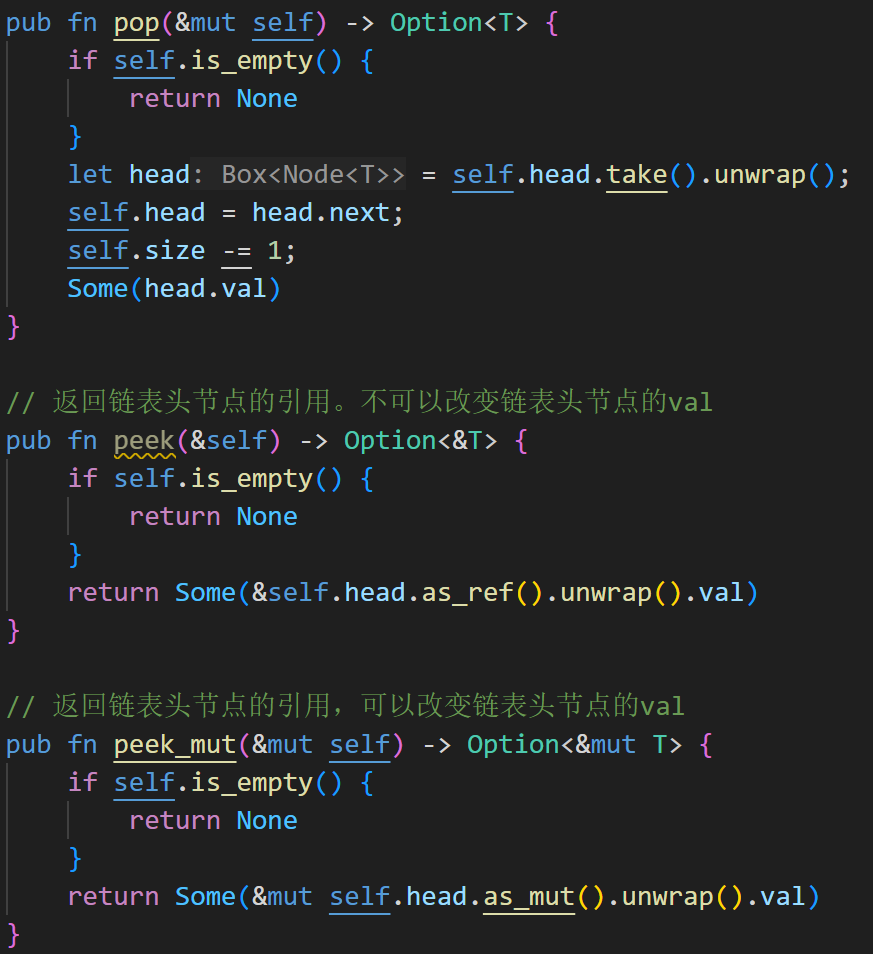 pub fn pop(&mut self) -> Option<T> {
    if self.is_empty() {
        return None
    }
    let head: Box<Node<T>> = self.head.take().unwrap();
    self.head = head.next;
    self.size -= 1;
    Some(head.val)
}
// 返回链表头节点的引用。不可以改变链表头节点的val
pub fn peek(&self) -> Option<&T> {
    if self.is_empty() {
        return None
    }
    return Some(&self.head.as_ref().unwrap().val)
}
// 返回链表头节点的引用，可以改变链表头节点的val
pub fn peek_mut(&mut self) -> Option<&mut T> {
    if self.is_empty() {
        return None
    }
    return Some(&mut self.head.as_mut().unwrap().val)
}